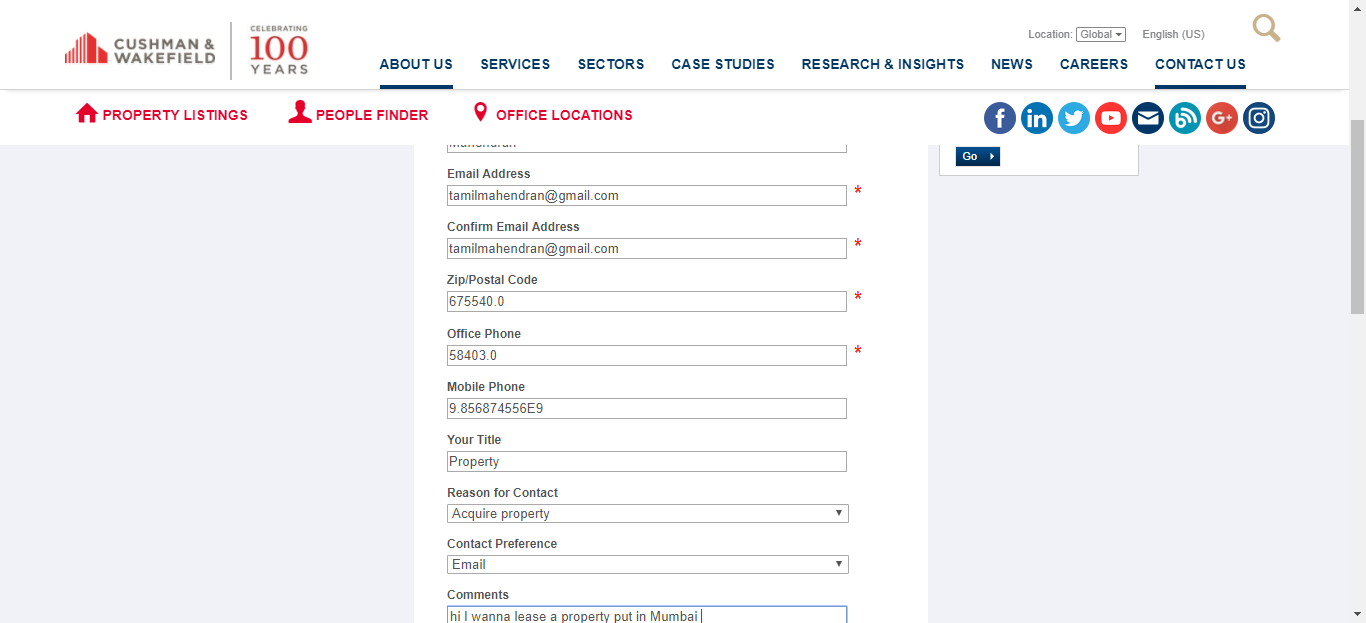 CUSHMAN & WAKEFIELD
CELEBRATING
100
YEARS
Location: Global
English (US)
ABOUT US SERVICES SECTORS CASE STUDIES RESEARCH & INSIGHTS NEWS CAREERS CONTACT US
PROPERTY LISTINGS PEOPLE FINDER OFFICE LOCATIONS
f in G+
Go
Email Address
tamilmahendran@gmail.com *
Confirm Email Address
tamilmahendran@gmail.com *
Zip/Postal Code
675540.0 *
Office Phone
58403.0 *
Mobile Phone
9.856874556E9
Your Title
Property
Reason for Contact
Acquire property
Contact Preference
Email
Comments
hi I wanna lease a property put in Mumbai